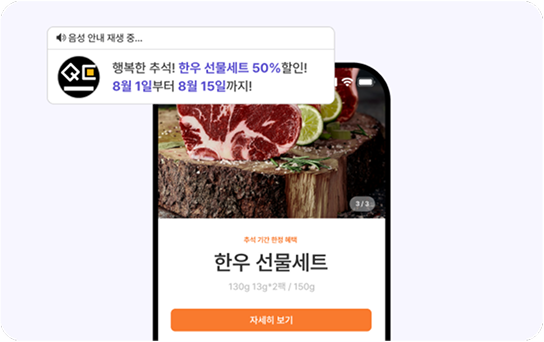 음성 안내 재생 중...
행복한 추석! 한우 선물세트 50%할인!
8월 1일부터 8월 15일까지!
3 / 3
추석 기간 한정 혜택
한우 선물세트
130g 13g*2팩 / 150g
자세히 보기